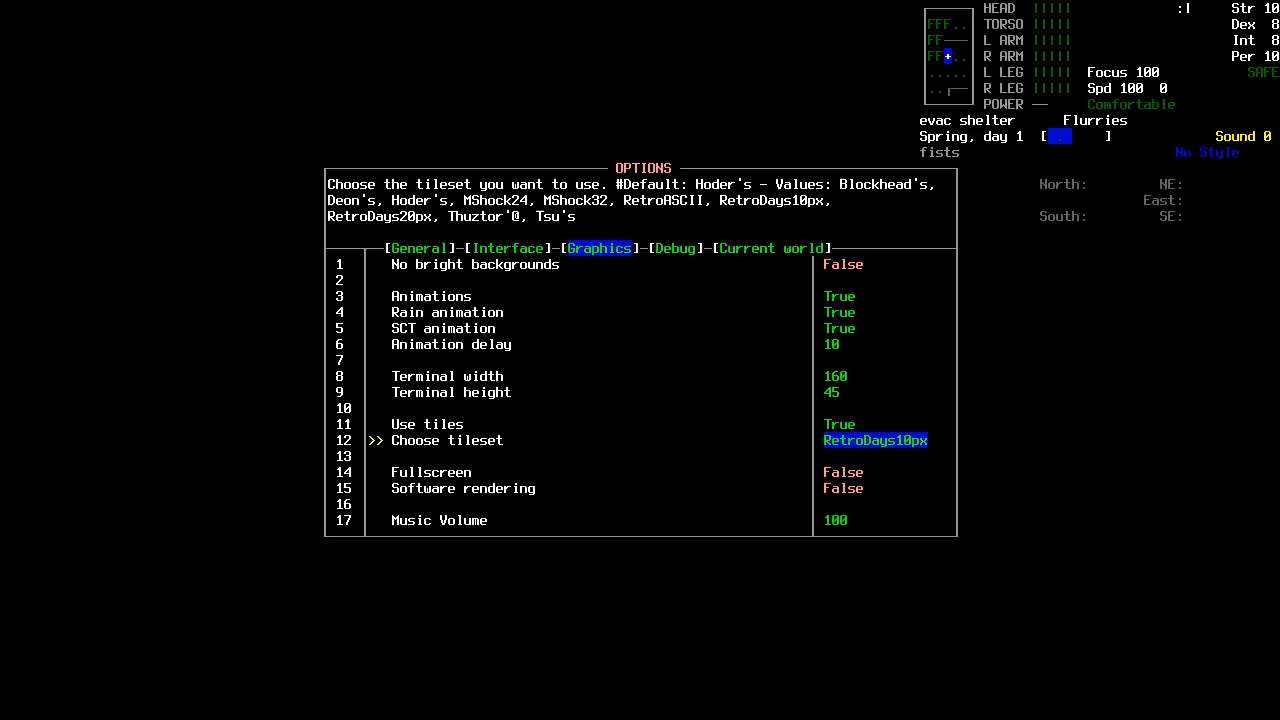 HEAD ||||| :| Str 10
FFF.. TORSO ||||| Dex 8
FF—— L ARM ||||| Int 8
FF+.. R ARM ||||| Per 10
..... L LEG ||||| Focus 100 SAFE
.. R LEG ||||| Spd 100 0
POWER —— Comfortable
evac shelter Flurries
Spring, day 1 [ . ] Sound 0
fists No Style
OPTIONS
Choose the tileset you want to use. #Default: Hoder's – Values: Blockhead's,
North: NE:
Deon's, Hoder's, MShock24, MShock32, RetroASCII, RetroDays10px,
East:
RetroDays20px, Thuztor'@, Tsu's
South: SE:
[General]—[Interface]—[Graphics]—[Debug]—[Current world]
1 No bright backgrounds False
2
3 Animations True
4 Rain animation True
5 SCT animation True
6 Animation delay 10
7
8 Terminal width 160
9 Terminal height 45
10
11 Use tiles True
12 >> Choose tileset RetroDays10px
13
14 Fullscreen False
15 Software rendering False
16
17 Music Volume 100